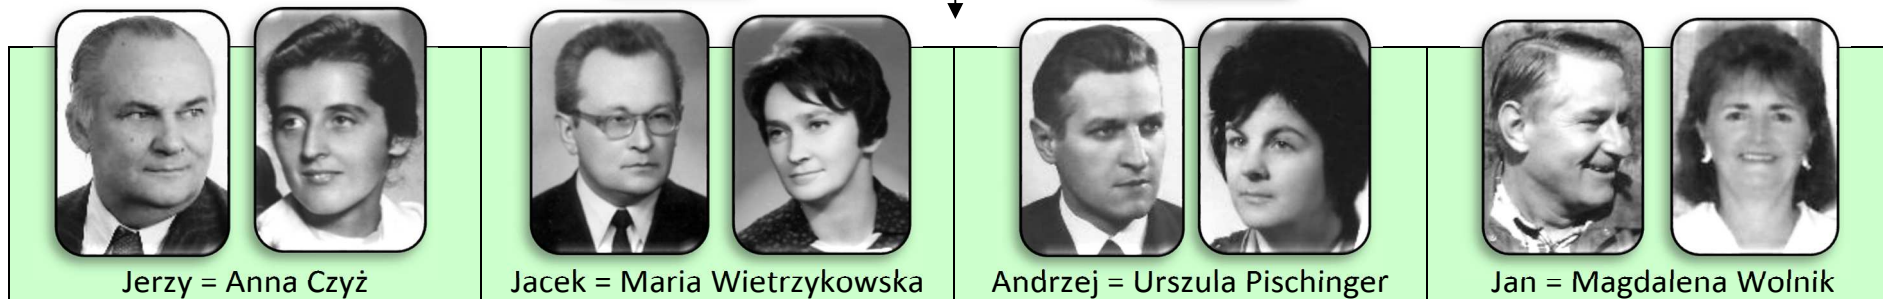 Jerzy = Anna Czyż
Jacek = Maria Wietrzykowska
Andrzej = Urszula Pischinger
Jan = Magdalena Wolnik